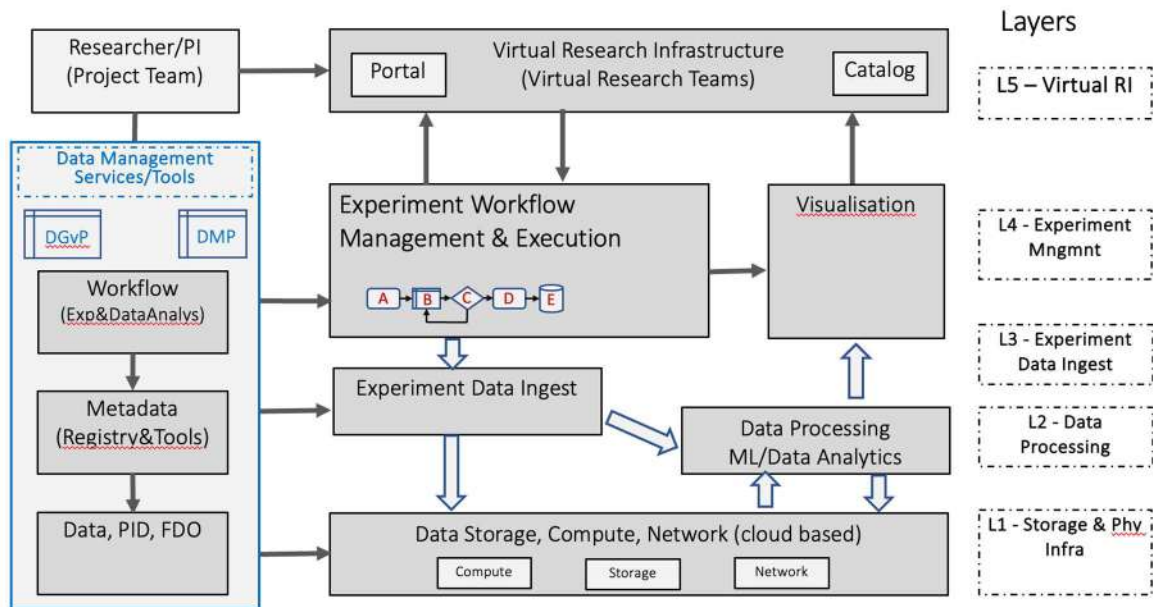 Layers
Researcher/PI
(Project Team)
Virtual Research Infrastructure
(Virtual Research Teams)
Portal
Catalog
L5 – Virtual RI
Data Management
Services/Tools
DGvP
DMP
Experiment Workflow
Management & Execution
A
B
C
D
E
Visualisation
L4 - Experiment
Mngmnt
Workflow
(Exp&DataAnalys)
L3 - Experiment
Data Ingest
Experiment Data Ingest
Metadata
(Registry&Tools)
Data Processing
ML/Data Analytics
L2 - Data
Processing
Data, PID, FDO
Data Storage, Compute, Network (cloud based)
Compute
Storage
Network
L1 - Storage & Phy
Infra